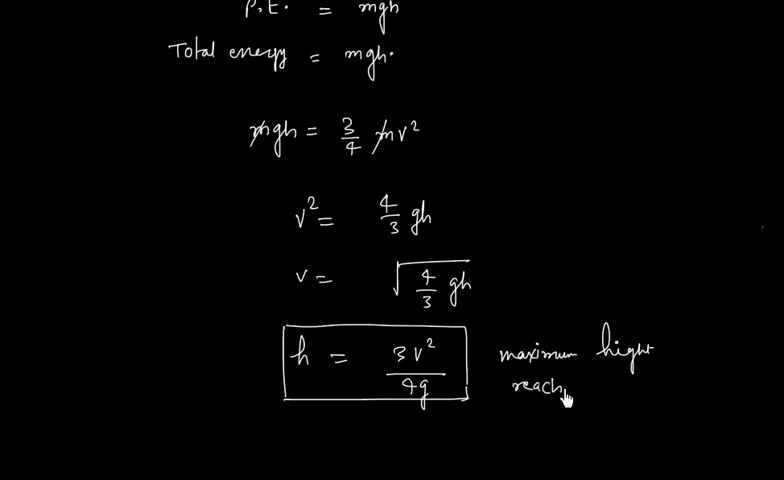 P.E. = mgh
Total energy = mgh.
mgh = 3/4 mv²
v² = 4/3 gh
v = √(4/3 gh)
h = 3v²/4g maximum hight
reach